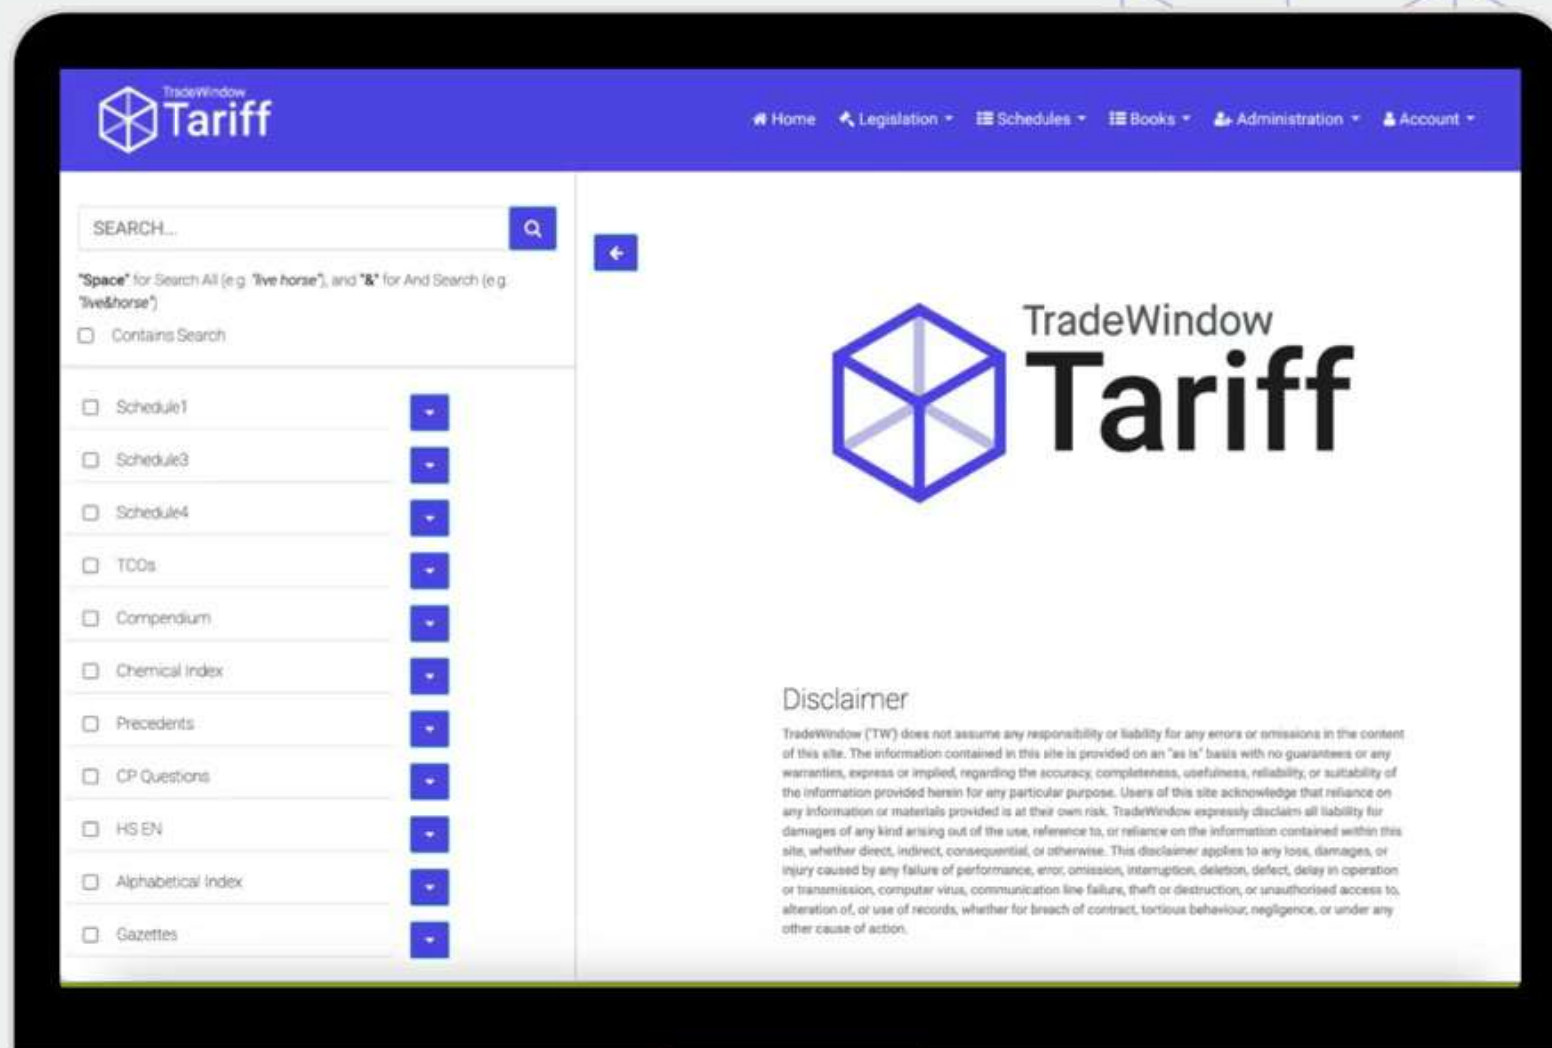 TradeWindow
Tariff
Home Legislation Schedules Books Administration Account
SEARCH...
"Space" for Search All (e.g. "live horse"), and "&" for And Search (e.g.
"live&horse")
Contains Search
Schedule1
Schedule3
Schedule4
TCOs
Compendium
Chemical Index
Precedents
CP Questions
HS EN
Alphabetical Index
Gazettes
TradeWindow
Tariff
Disclaimer
TradeWindow ('TW') does not assume any responsibility or liability for any errors or omissions in the content
of this site. The information contained in this site is provided on an "as is" basis with no guarantees or any
warranties, express or implied, regarding the accuracy, completeness, usefulness, reliability, or suitability of
the information provided herein for any particular purpose. Users of this site acknowledge that reliance on
any information or materials provided is at their own risk. TradeWindow expressly disclaim all liability for
damages of any kind arising out of the use, reference to, or reliance on the information contained within this
site, whether direct, indirect, consequential, or otherwise. This disclaimer applies to any loss, damages, or
injury caused by any failure of performance, error, omission, interruption, deletion, defect, delay in operation
or transmission, computer virus, communication line failure, theft or destruction, or unauthorised access to,
alteration of, or use of records, whether for breach of contract, tortious behaviour, negligence, or under any
other cause of action.